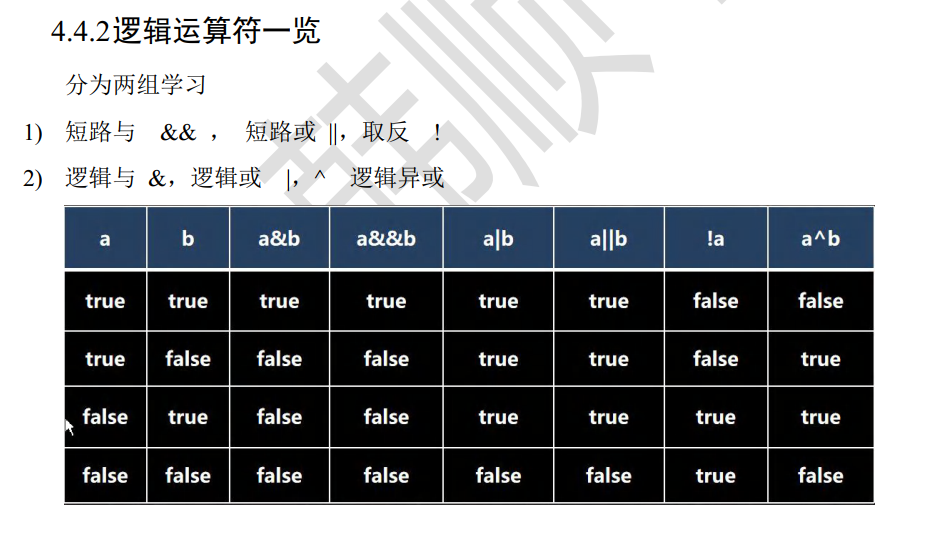 4.4.2逻辑运算符一览
分为两组学习
1) 短路与 && ， 短路或 ||，取反 !
2) 逻辑与 &，逻辑或 |，^ 逻辑异或
a b a&b a&&b a|b a||b !a a^b
true true true true true true false false
true false false false true true false true
false true false false true true true true
false false false false false false true false
韩顺